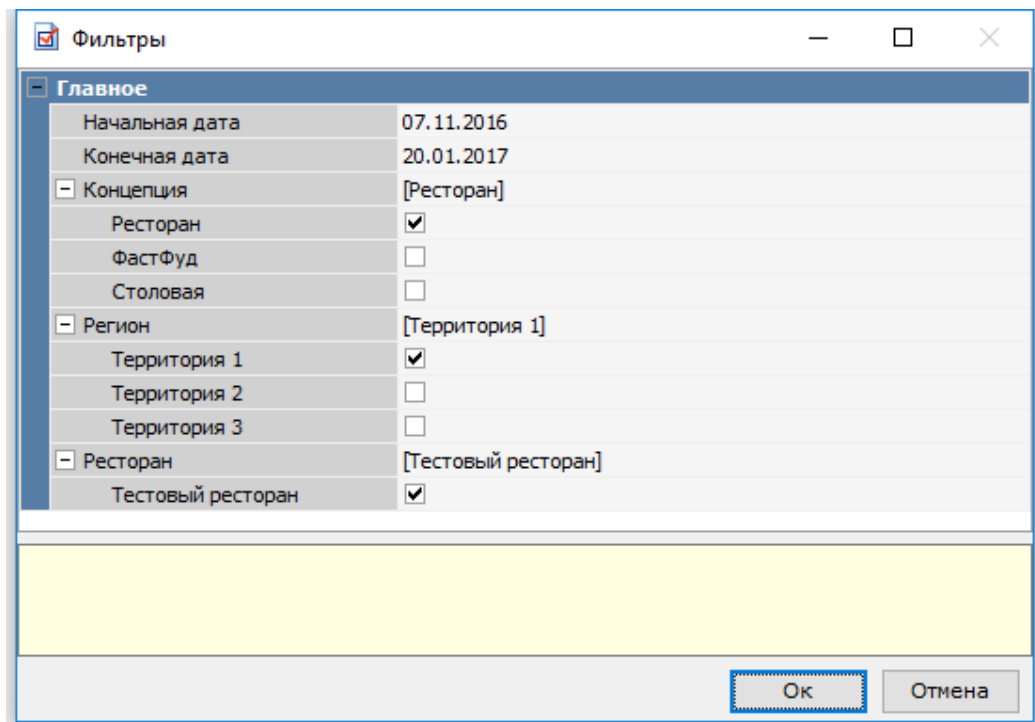 Фильтры
Главное
Начальная дата 07.11.2016
Конечная дата 20.01.2017
Концепция [Ресторан]
Ресторан
ФастФуд
Столовая
Регион [Территория 1]
Территория 1
Территория 2
Территория 3
Ресторан [Тестовый ресторан]
Тестовый ресторан
Ок Отмена